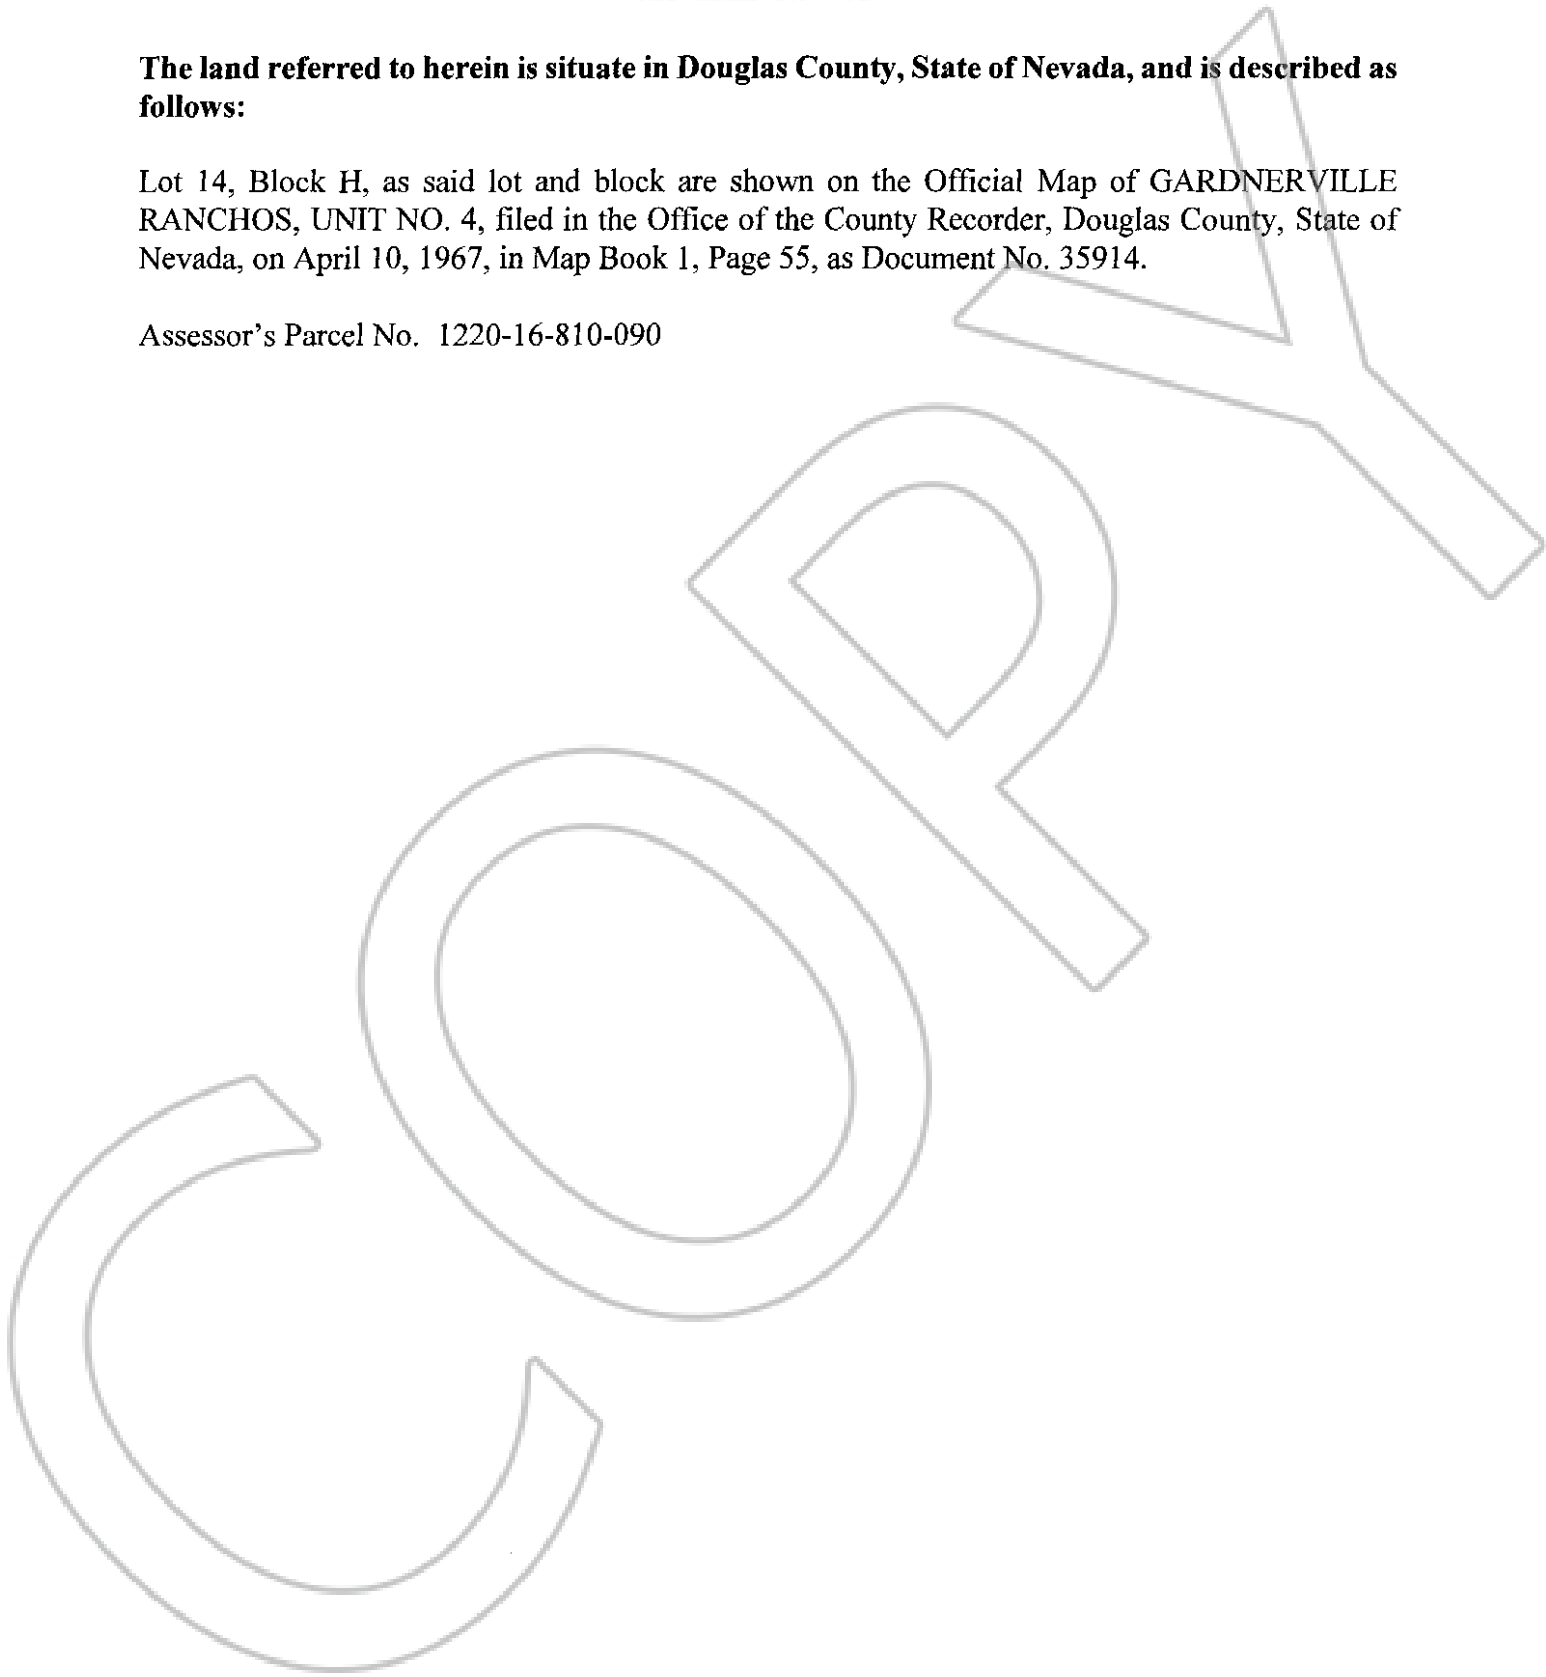 The land referred to herein is situate in Douglas County, State of Nevada, and is described as
follows:
Lot 14, Block H, as said lot and block are shown on the Official Map of GARDNERVILLE
RANCHOS, UNIT NO. 4, filed in the Office of the County Recorder, Douglas County, State of
Nevada, on April 10, 1967, in Map Book 1, Page 55, as Document No. 35914.
Assessor's Parcel No. 1220-16-810-090
COPY